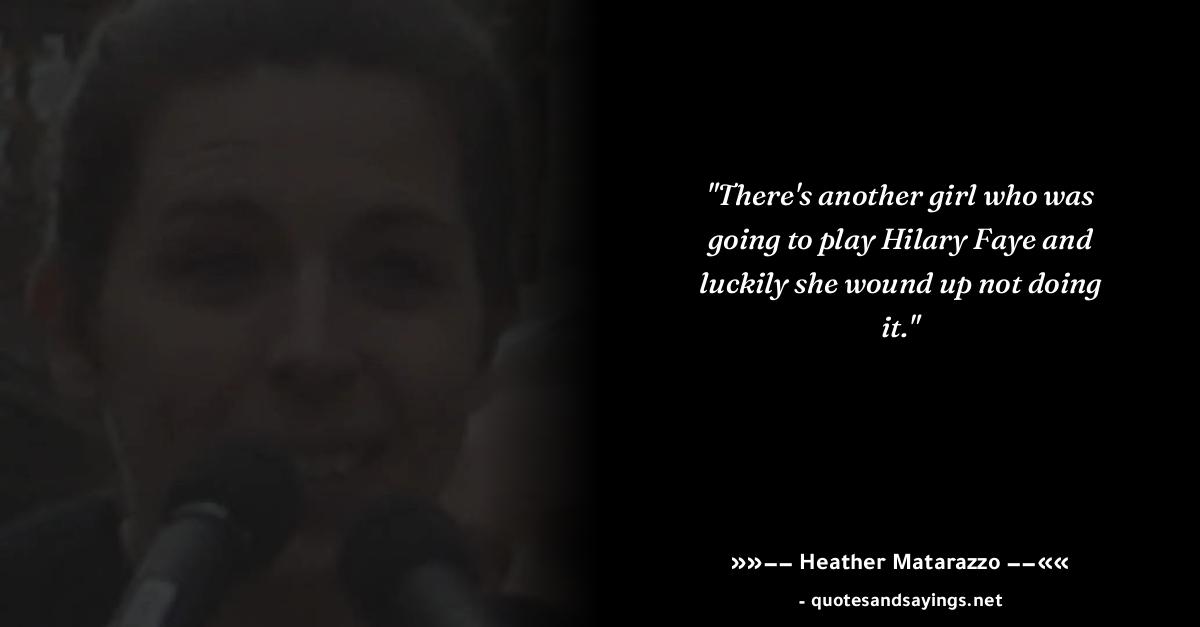 "There's another girl who was
going to play Hilary Faye and
luckily she wound up not doing
it."
»»–– Heather Matarazzo ––««
- quotesandsayings.net